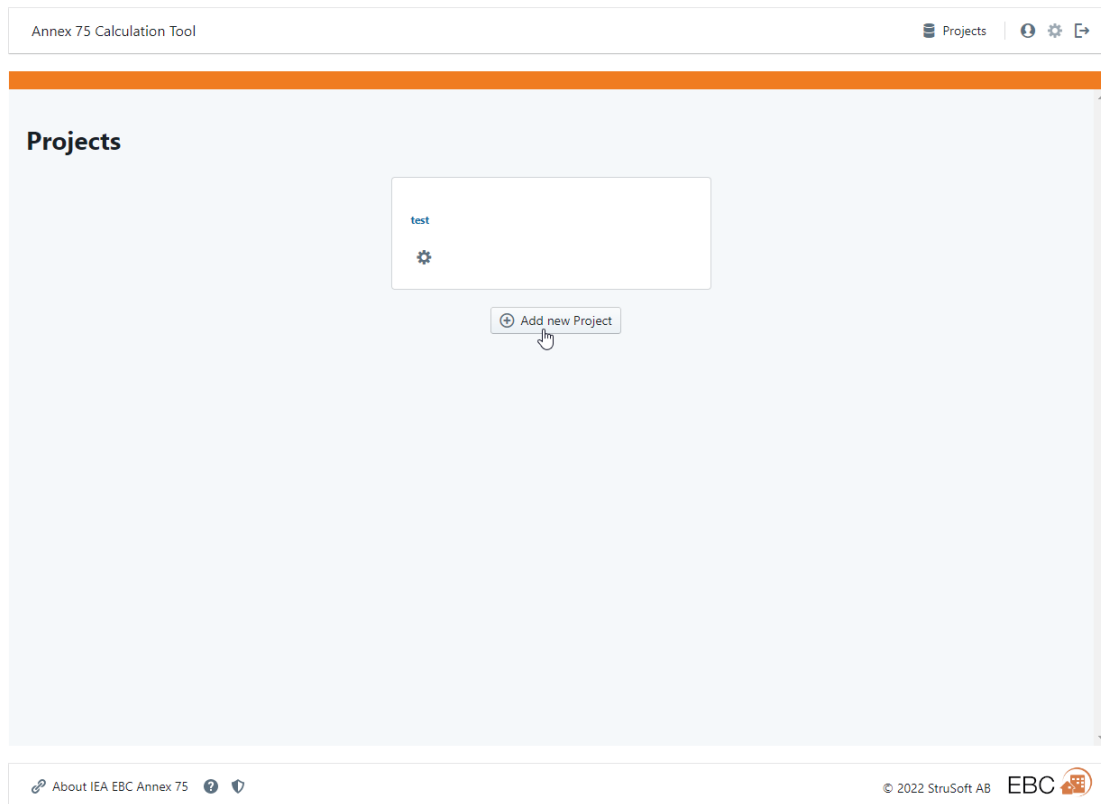 Annex 75 Calculation Tool
Projects
Projects
test
Add new Project
About IEA EBC Annex 75
© 2022 StruSoft AB
EBC